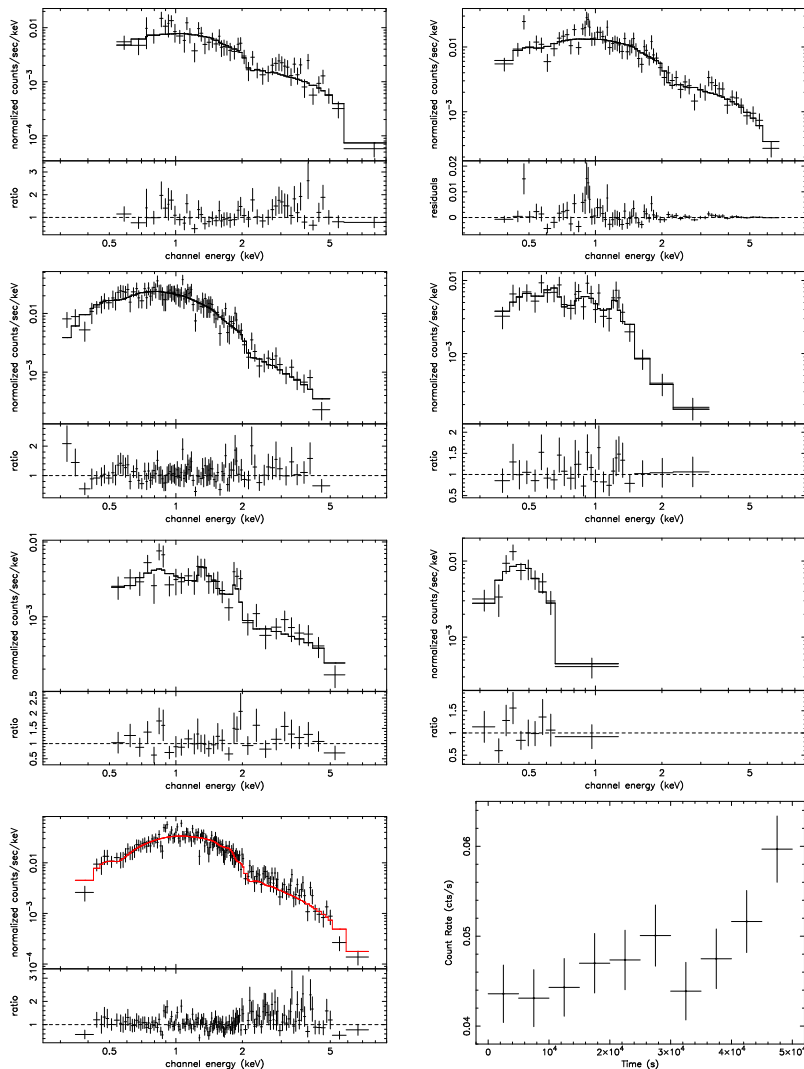 normalized counts/sec/keV
0.01
10⁻³
10⁻⁴
ratio
3
2
1
0.5 1 2 5
channel energy (keV)
normalized counts/sec/keV
0.01
10⁻³
residuals
0.02
0.01
0
0.5 1 2 5
channel energy (keV)
normalized counts/sec/keV
0.01
10⁻³
ratio
2
1
0.5 1 2 5
channel energy (keV)
normalized counts/sec/keV
0.01
10⁻³
ratio
2
1.5
1
0.5
0.5 1 2 5
channel energy (keV)
normalized counts/sec/keV
0.01
10⁻³
ratio
2.5
2
1.5
1
0.5
0.5 1 2 5
channel energy (keV)
normalized counts/sec/keV
0.01
10⁻³
ratio
1.5
1
0.5
0.5 1 2 5
channel energy (keV)
normalized counts/sec/keV
0.01
10⁻³
10⁻⁴
ratio
3
2
1
0.5 1 2 5
channel energy (keV)
Count Rate (cts/s)
0.06
0.05
0.04
0 10⁴ 2×10⁴ 3×10⁴ 4×10⁴ 5×10⁴
Time (s)